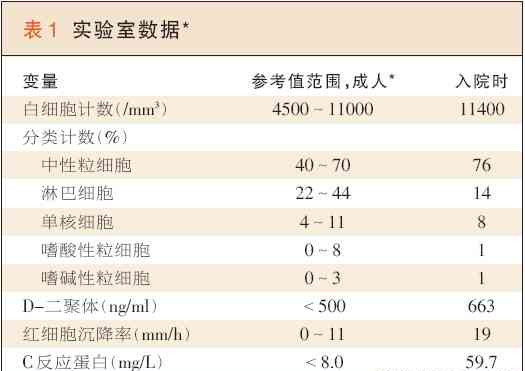 表1 实验室数据*
变量 参考值范围,成人* 入院时
白细胞计数(/mm³) 4500~11000 11400
分类计数(%)
中性粒细胞 40~70 76
淋巴细胞 22~44 14
单核细胞 4~11 8
嗜酸性粒细胞 0~8 1
嗜碱性粒细胞 0~3 1
D-二聚体(ng/ml) <500 663
红细胞沉降率(mm/h) 0~11 19
C反应蛋白(mg/L) <8.0 59.7